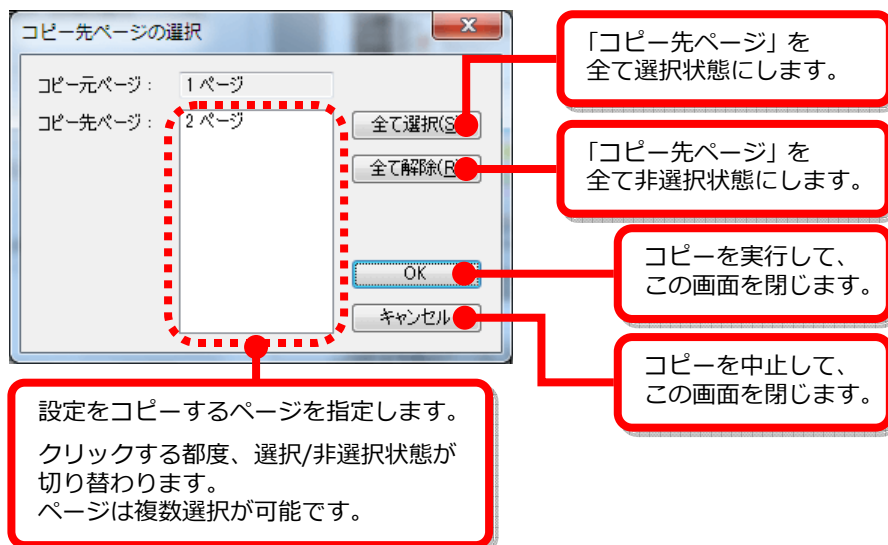 コピー先ページの選択
コピー元ページ： 1 ページ
コピー先ページ： 2 ページ
全て選択(S)
全て解除(R)
OK
キャンセル
「コピー先ページ」を
全て選択状態にします。
「コピー先ページ」を
全て非選択状態にします。
コピーを実行して、
この画面を閉じます。
コピーを中止して、
この画面を閉じます。
設定をコピーするページを指定します。
クリックする都度、選択/非選択状態が
切り替わります。
ページは複数選択が可能です。